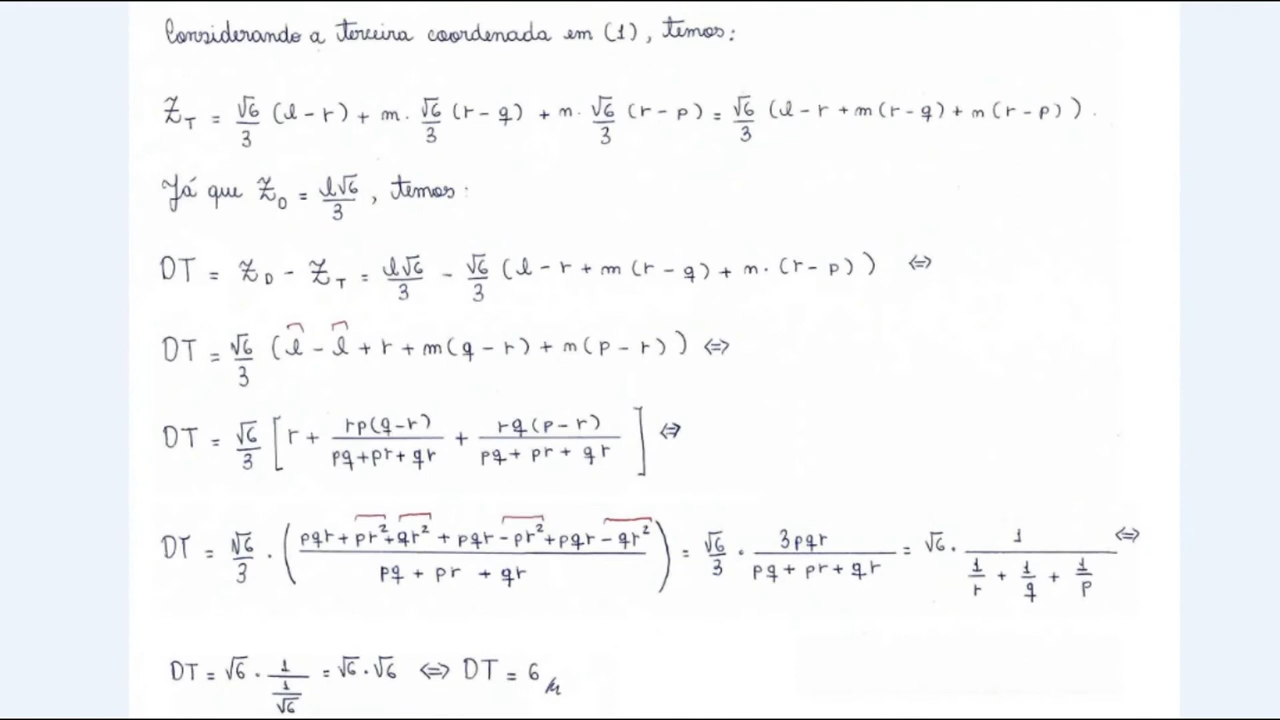 Considerando a terceira coordenada em (1), temos:
Z_T = √6/3 (l – r) + m. √6/3 (r – q) + n. √6/3 (r – p) = √6/3 (l – r + m(r – q) + n(r – p)).
Já que Z_D = l√6/3, temos:
DT = Z_D – Z_T = l√6/3 – √6/3 (l – r + m(r – q) + n.(r – p)) ⇔
DT = √6/3 (l – l + r + m(q – r) + n(p – r)) ⇔
DT = √6/3 [r + rp(q–r)/(pq+pr+qr) + rq(p–r)/(pq+pr+qr)] ⇔
DT = √6/3 . ((pqr + pr² + qr² + pqr – pr² + pqr – qr²)/(pq + pr + qr)) = √6/3 . 3pqr/(pq + pr + qr) = √6 . 1/(1/r + 1/q + 1/p) ⇔
DT = √6 . 1/(1/√6) = √6 . √6 ⇔ DT = 6